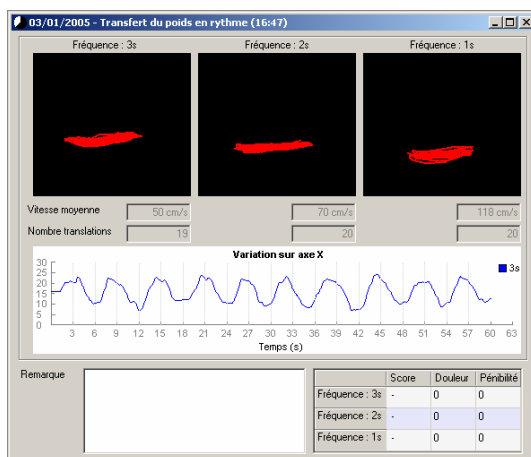 03/01/2005 - Transfert du poids en rythme (16:47)
Fréquence : 3s Fréquence : 2s Fréquence : 1s
Vitesse moyenne 50 cm/s 70 cm/s 118 cm/s
Nombre translations 19 20 20
Variation sur axe X
3s
30
25
20
15
10
5
0
3 6 9 12 15 18 21 24 27 30 33 36 39 42 45 48 51 54 57 60 63
Temps (s)
Remarque
Score Douleur Pénibilité
Fréquence : 3s - 0 0
Fréquence : 2s - 0 0
Fréquence : 1s - 0 0